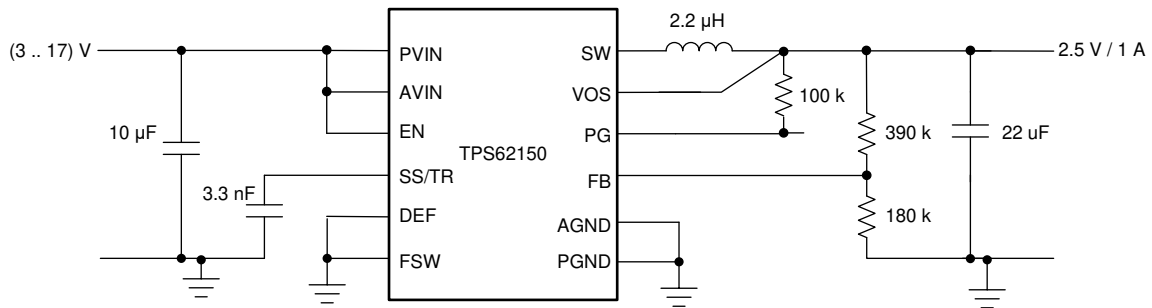 2.2 µH
(3 .. 17) V
PVIN
SW
2.5 V / 1 A
AVIN
VOS
100 k
10 µF
EN
PG
390 k
22 uF
TPS62150
3.3 nF
SS/TR
FB
DEF
AGND
180 k
FSW
PGND